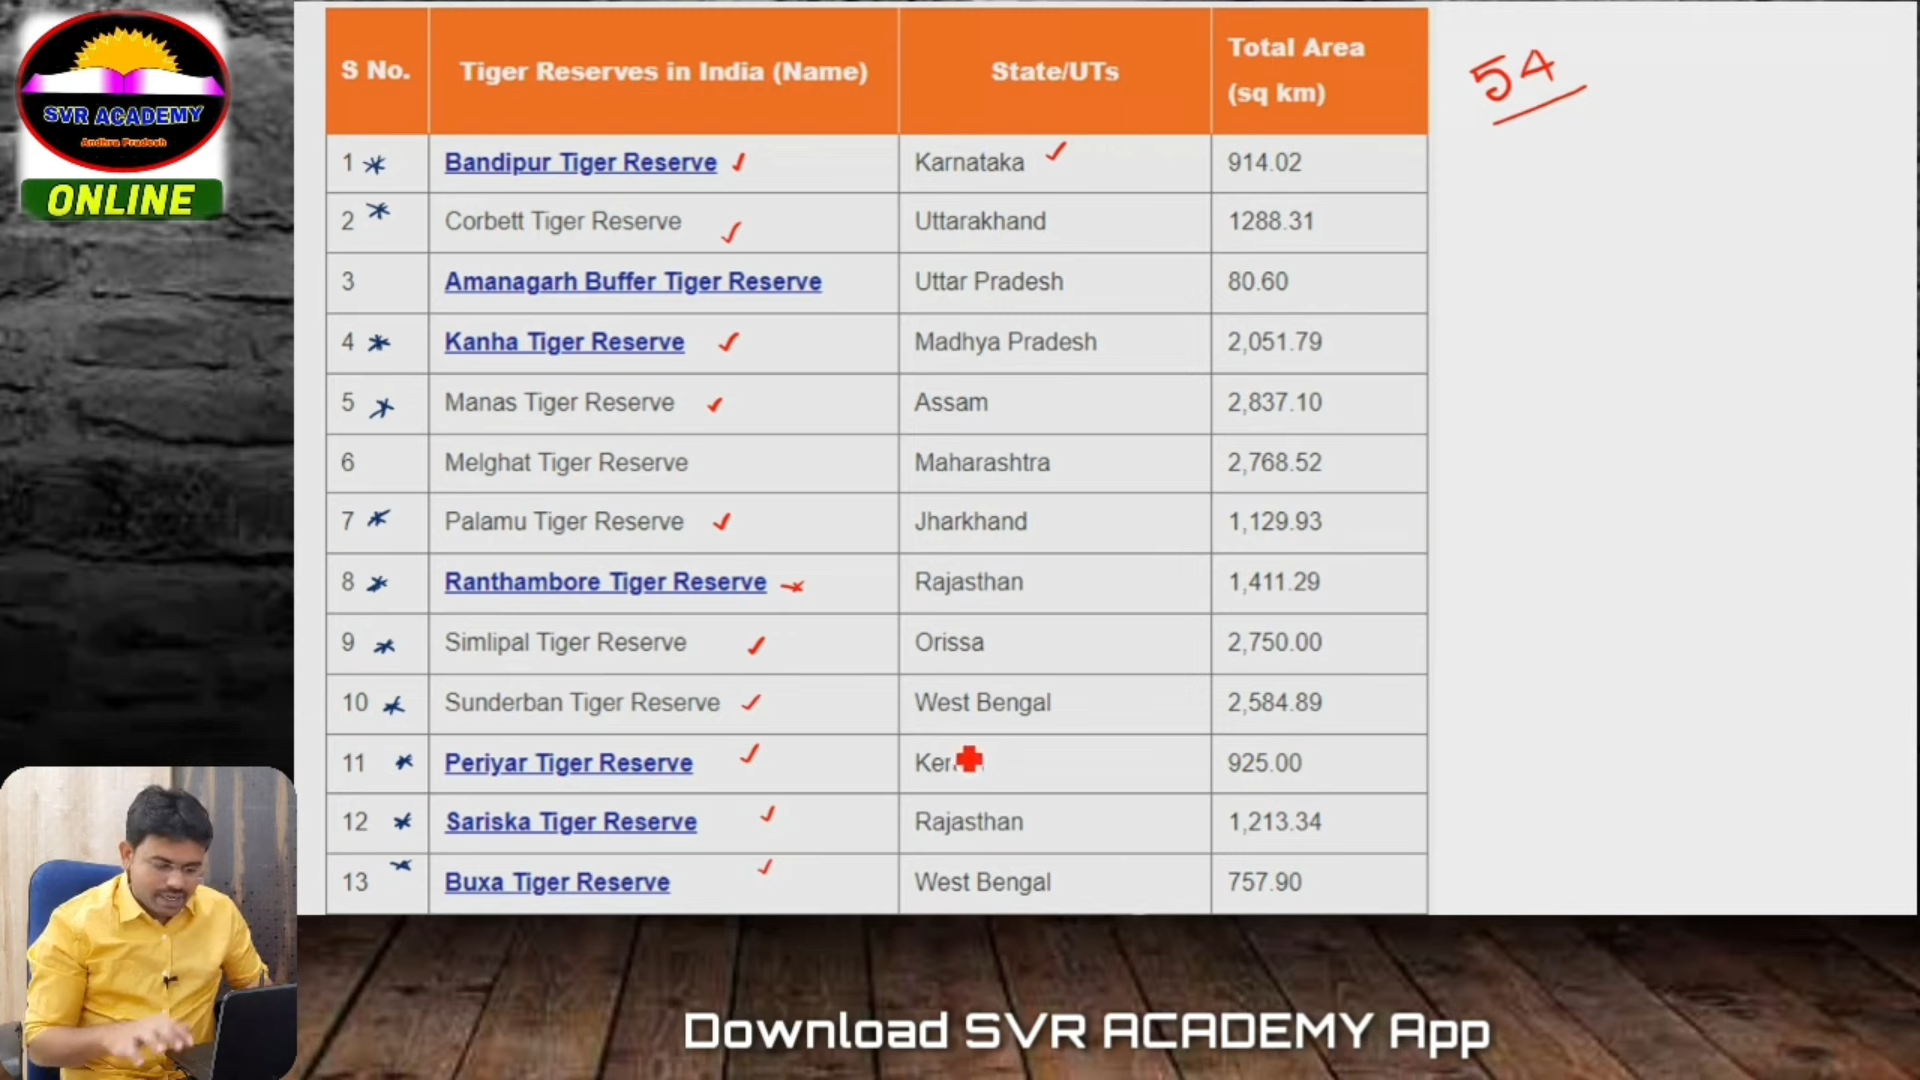 SVR ACADEMY
Andhra Pradesh
ONLINE
S No. Tiger Reserves in India (Name) State/UTs Total Area (sq km)
54
1 Bandipur Tiger Reserve Karnataka 914.02
2 Corbett Tiger Reserve Uttarakhand 1288.31
3 Amanagarh Buffer Tiger Reserve Uttar Pradesh 80.60
4 Kanha Tiger Reserve Madhya Pradesh 2,051.79
5 Manas Tiger Reserve Assam 2,837.10
6 Melghat Tiger Reserve Maharashtra 2,768.52
7 Palamu Tiger Reserve Jharkhand 1,129.93
8 Ranthambore Tiger Reserve Rajasthan 1,411.29
9 Simlipal Tiger Reserve Orissa 2,750.00
10 Sunderban Tiger Reserve West Bengal 2,584.89
11 Periyar Tiger Reserve 925.00
12 Sariska Tiger Reserve Rajasthan 1,213.34
13 Buxa Tiger Reserve West Bengal 757.90
Download SVR ACADEMY App